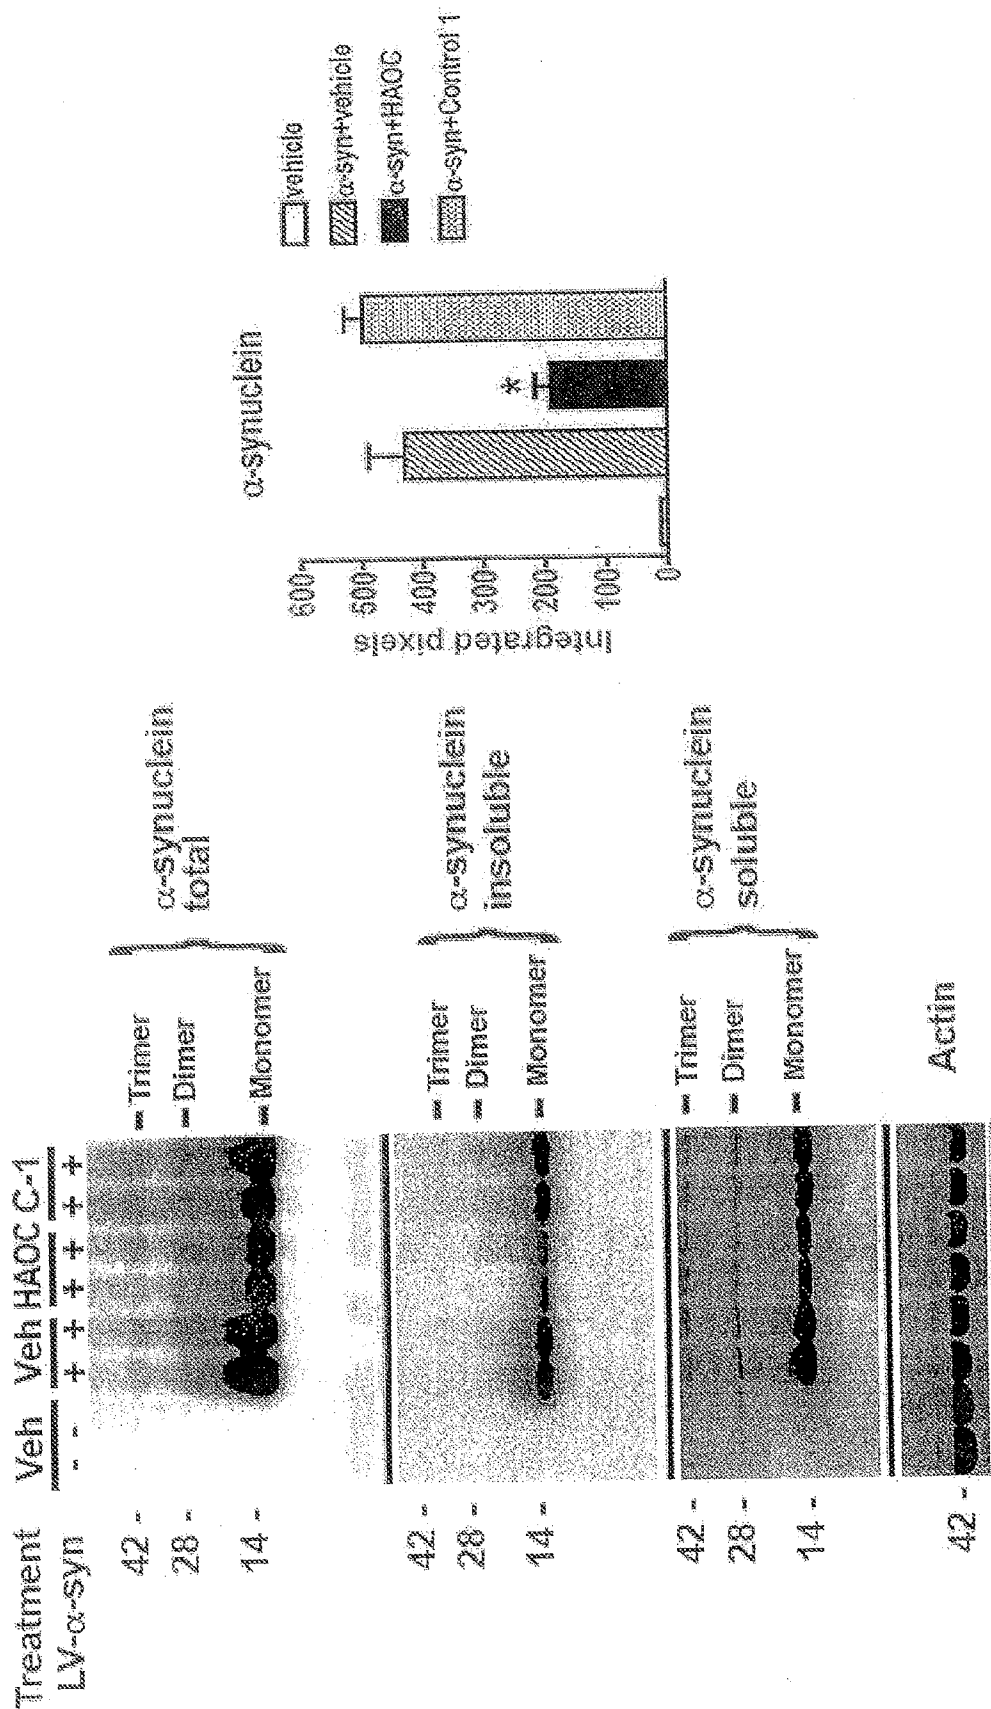 Treatment Veh Veh HAOC C-1
LV-α-syn - - + + + + + +
42 -
28 -
14 -
– Trimer
– Dimer
– Monomer
α-synuclein
total
42 -
28 -
14 -
– Trimer
– Dimer
– Monomer
α-synuclein
insoluble
42 -
28 -
14 -
– Trimer
– Dimer
– Monomer
α-synuclein
soluble
42 -
Actin
α-synuclein
Integrated pixels
600
500
400
300
200
100
0
*
vehicle
α-syn+vehicle
α-syn+HAOC
α-syn+Control 1